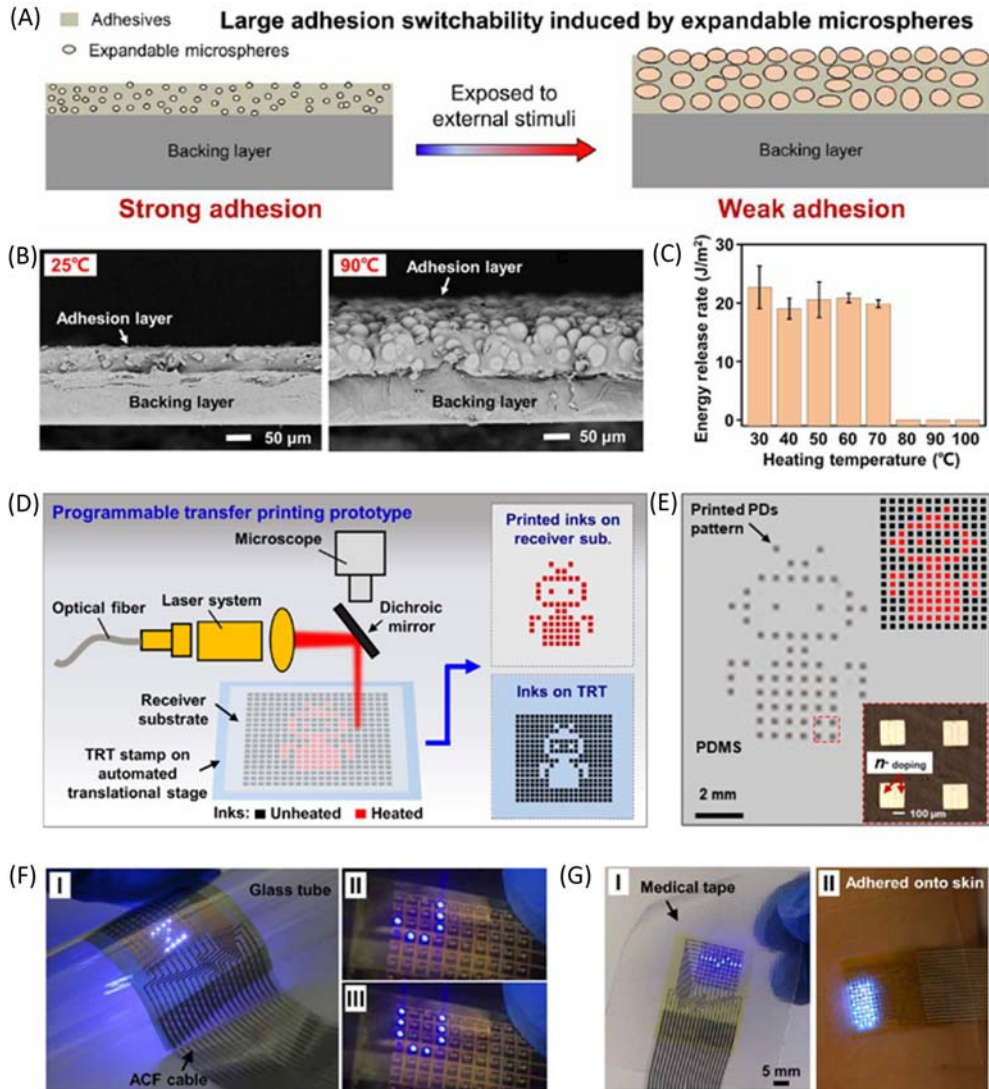 (A)
Adhesives
Expandable microspheres
Large adhesion switchability induced by expandable microspheres
Exposed to
external stimuli
Backing layer
Backing layer
Strong adhesion
Weak adhesion
(B)
25℃
Adhesion layer
Backing layer
50 μm
90℃
Adhesion layer
Backing layer
50 μm
(C)
Energy release rate (J/m²)
30
20
10
0
30 40 50 60 70 80 90 100
Heating temperature (℃)
(D)
Programmable transfer printing prototype
Microscope
Optical fiber
Laser system
Dichroic
mirror
Receiver
substrate
TRT stamp on
automated
translational stage
Inks: Unheated Heated
Printed inks on
receiver sub.
Inks on TRT
(E)
Printed PDs
pattern
PDMS
2 mm
n⁺ doping
100 μm
(F)
I
Glass tube
ACF cable
II
III
(G)
I
Medical tape
5 mm
II
Adhered onto skin